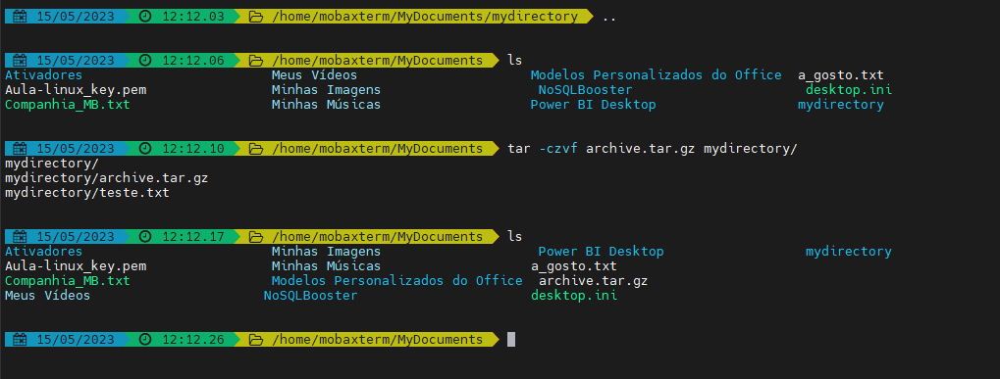 15/05/2023 12:12.03 /home/mobaxterm/MyDocuments/mydirectory ..
15/05/2023 12:12.06 /home/mobaxterm/MyDocuments ls
Ativadores Meus Vídeos Modelos Personalizados do Office a_gosto.txt
Aula-linux_key.pem Minhas Imagens NoSQLBooster desktop.ini
Companhia_MB.txt Minhas Músicas Power BI Desktop mydirectory
15/05/2023 12:12.10 /home/mobaxterm/MyDocuments tar -czvf archive.tar.gz mydirectory/
mydirectory/
mydirectory/archive.tar.gz
mydirectory/teste.txt
15/05/2023 12:12.17 /home/mobaxterm/MyDocuments ls
Ativadores Minhas Imagens Power BI Desktop mydirectory
Aula-linux_key.pem Minhas Músicas a_gosto.txt
Companhia_MB.txt Modelos Personalizados do Office archive.tar.gz
Meus Vídeos NoSQLBooster desktop.ini
15/05/2023 12:12.26 /home/mobaxterm/MyDocuments